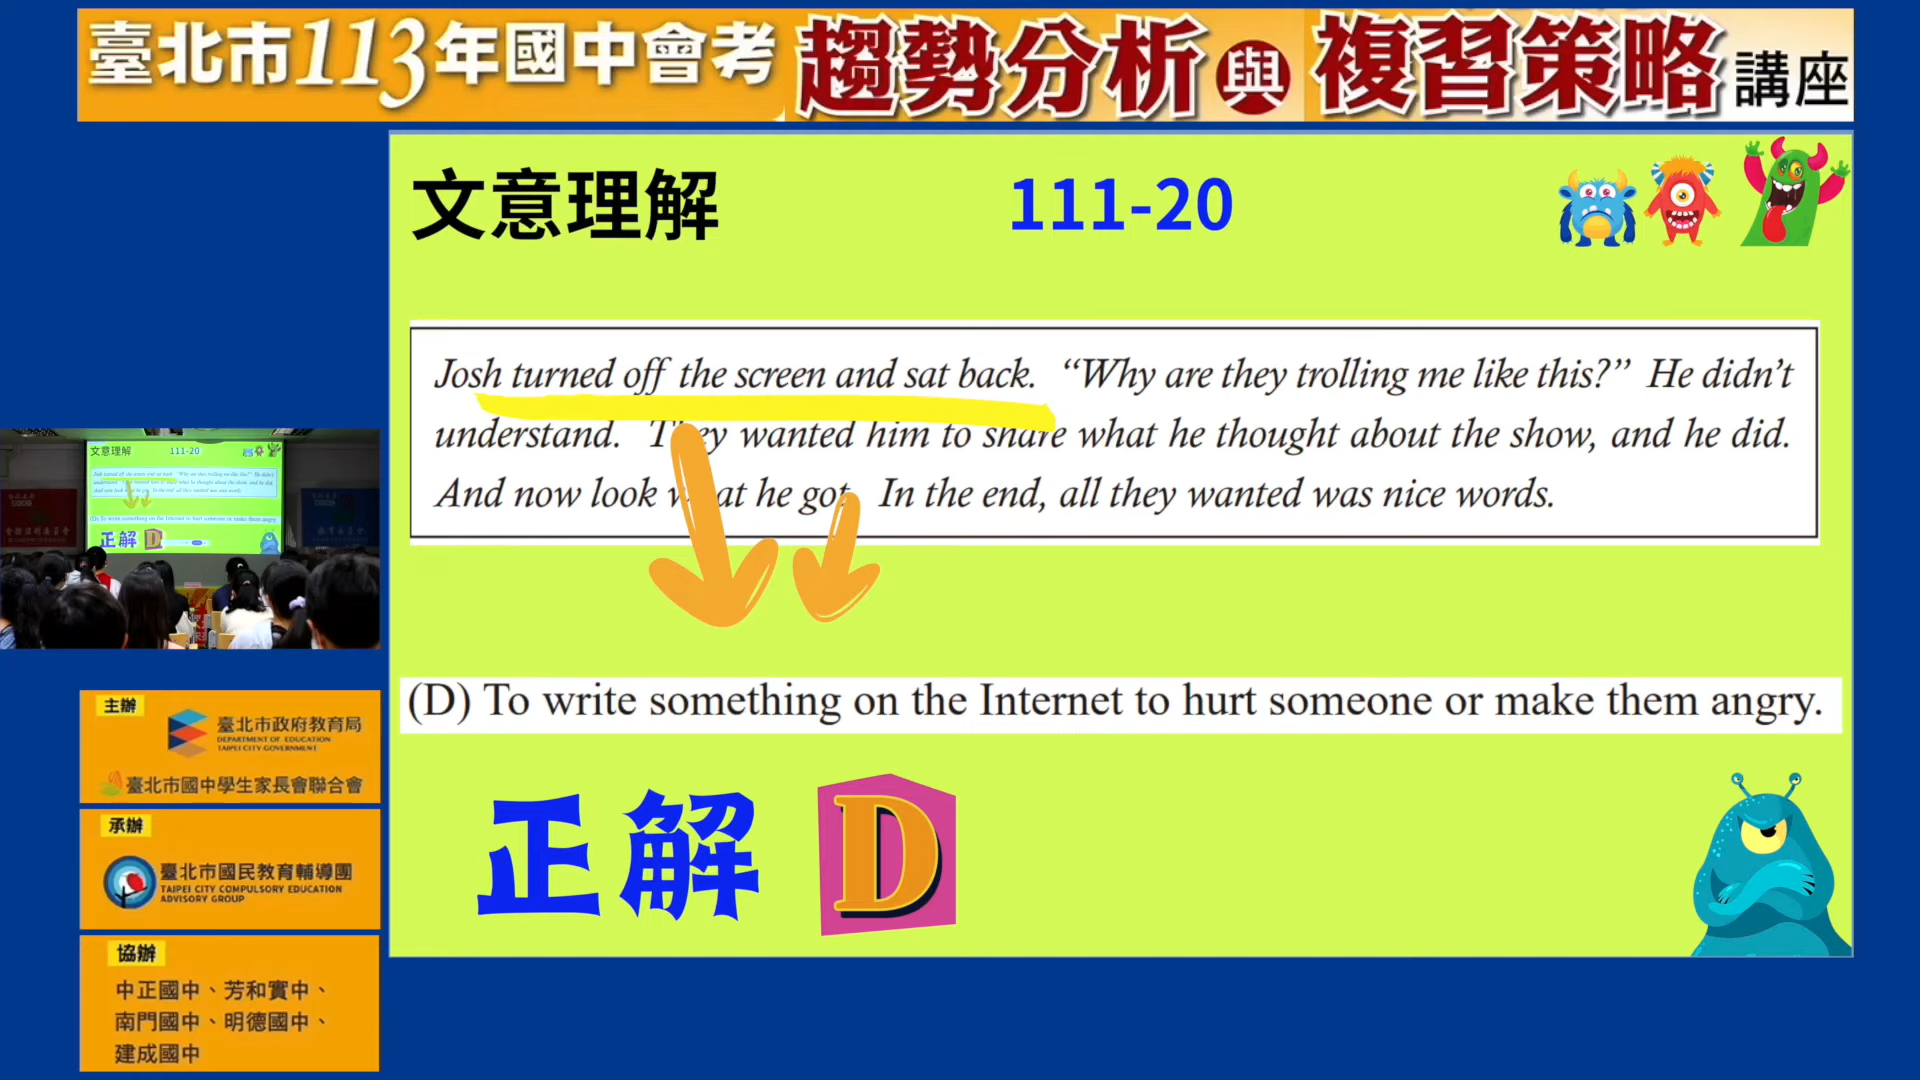 臺北市113年國中會考 趨勢分析與複習策略講座
文意理解 111-20
Josh turned off the screen and sat back. “Why are they trolling me like this?” He didn’t
understand. They wanted him to share what he thought about the show, and he did.
And now look what he got. In the end, all they wanted was nice words.
(D) To write something on the Internet to hurt someone or make them angry.
正解 D
文意理解 111-20
正解 D
主辦
臺北市政府教育局
DEPARTMENT OF EDUCATION
TAIPEI CITY GOVERNMENT
臺北市國中學生家長會聯合會
承辦
臺北市國民教育輔導團
TAIPEI CITY COMPULSORY EDUCATION
ADVISORY GROUP
協辦
中正國中、芳和實中、
南門國中、明德國中、
建成國中